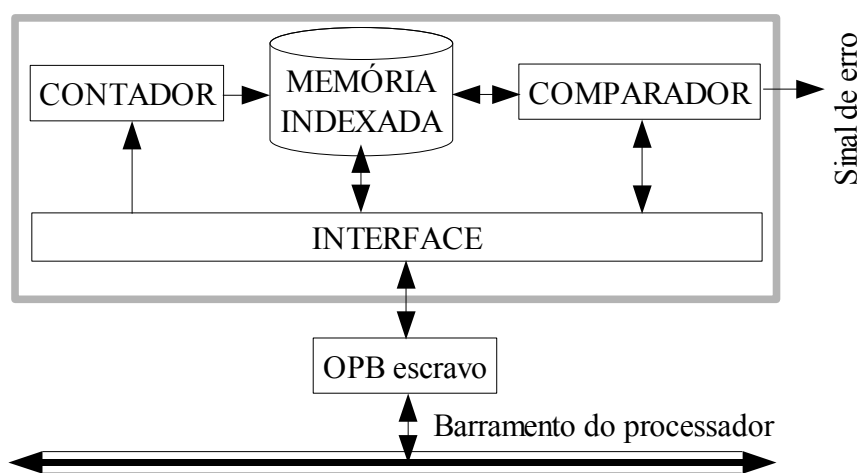 CONTADOR
MEMÓRIA
INDEXADA
COMPARADOR
Sinal de erro
INTERFACE
OPB escravo
Barramento do processador